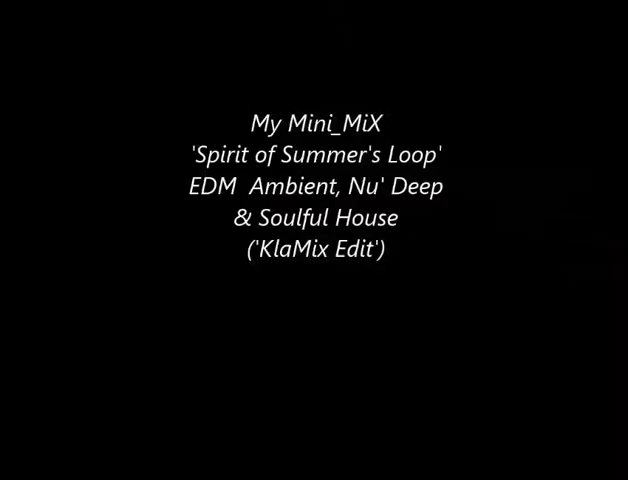 My Mini_MiX
'Spirit of Summer's Loop'
EDM  Ambient, Nu' Deep
& Soulful House
('KlaMix Edit')